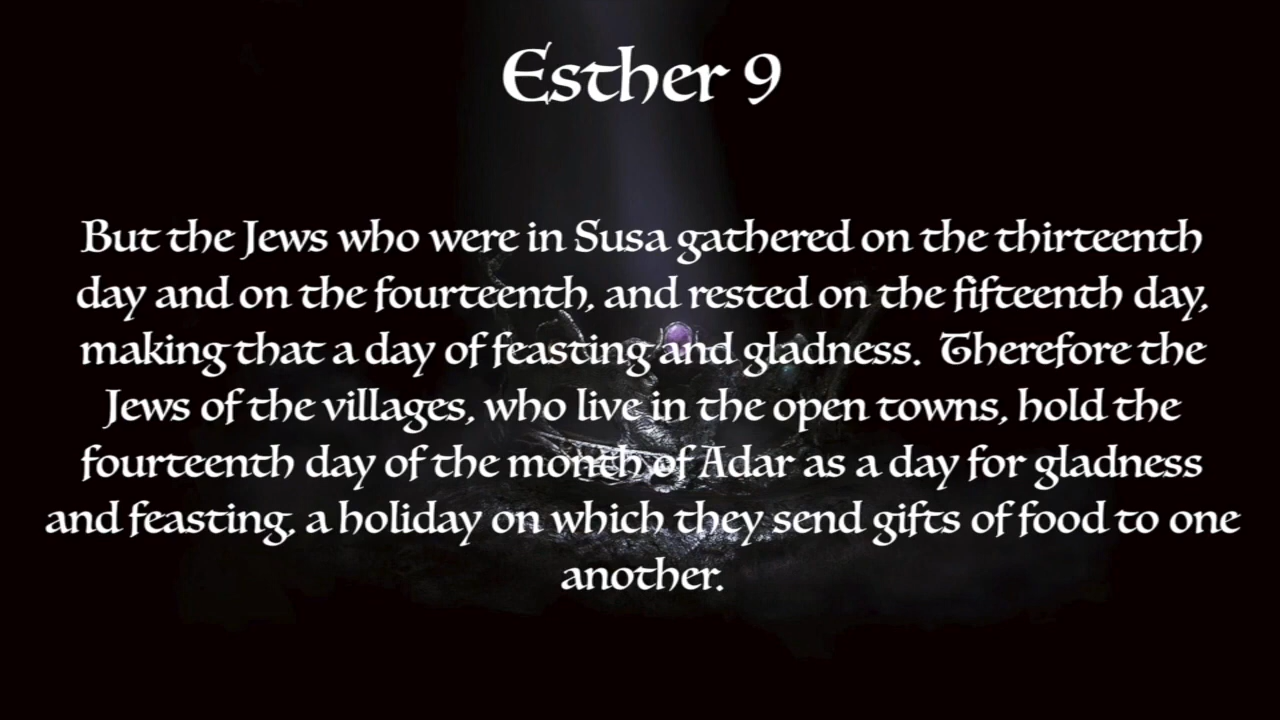 Esther 9
But the Jews who were in Susa gathered on the thirteenth
day and on the fourteenth, and rested on the fifteenth day,
making that a day of feasting and gladness.  Therefore the
Jews of the villages, who live in the open towns, hold the
fourteenth day of the month of Adar as a day for gladness
and feasting, a holiday on which they send gifts of food to one
another.